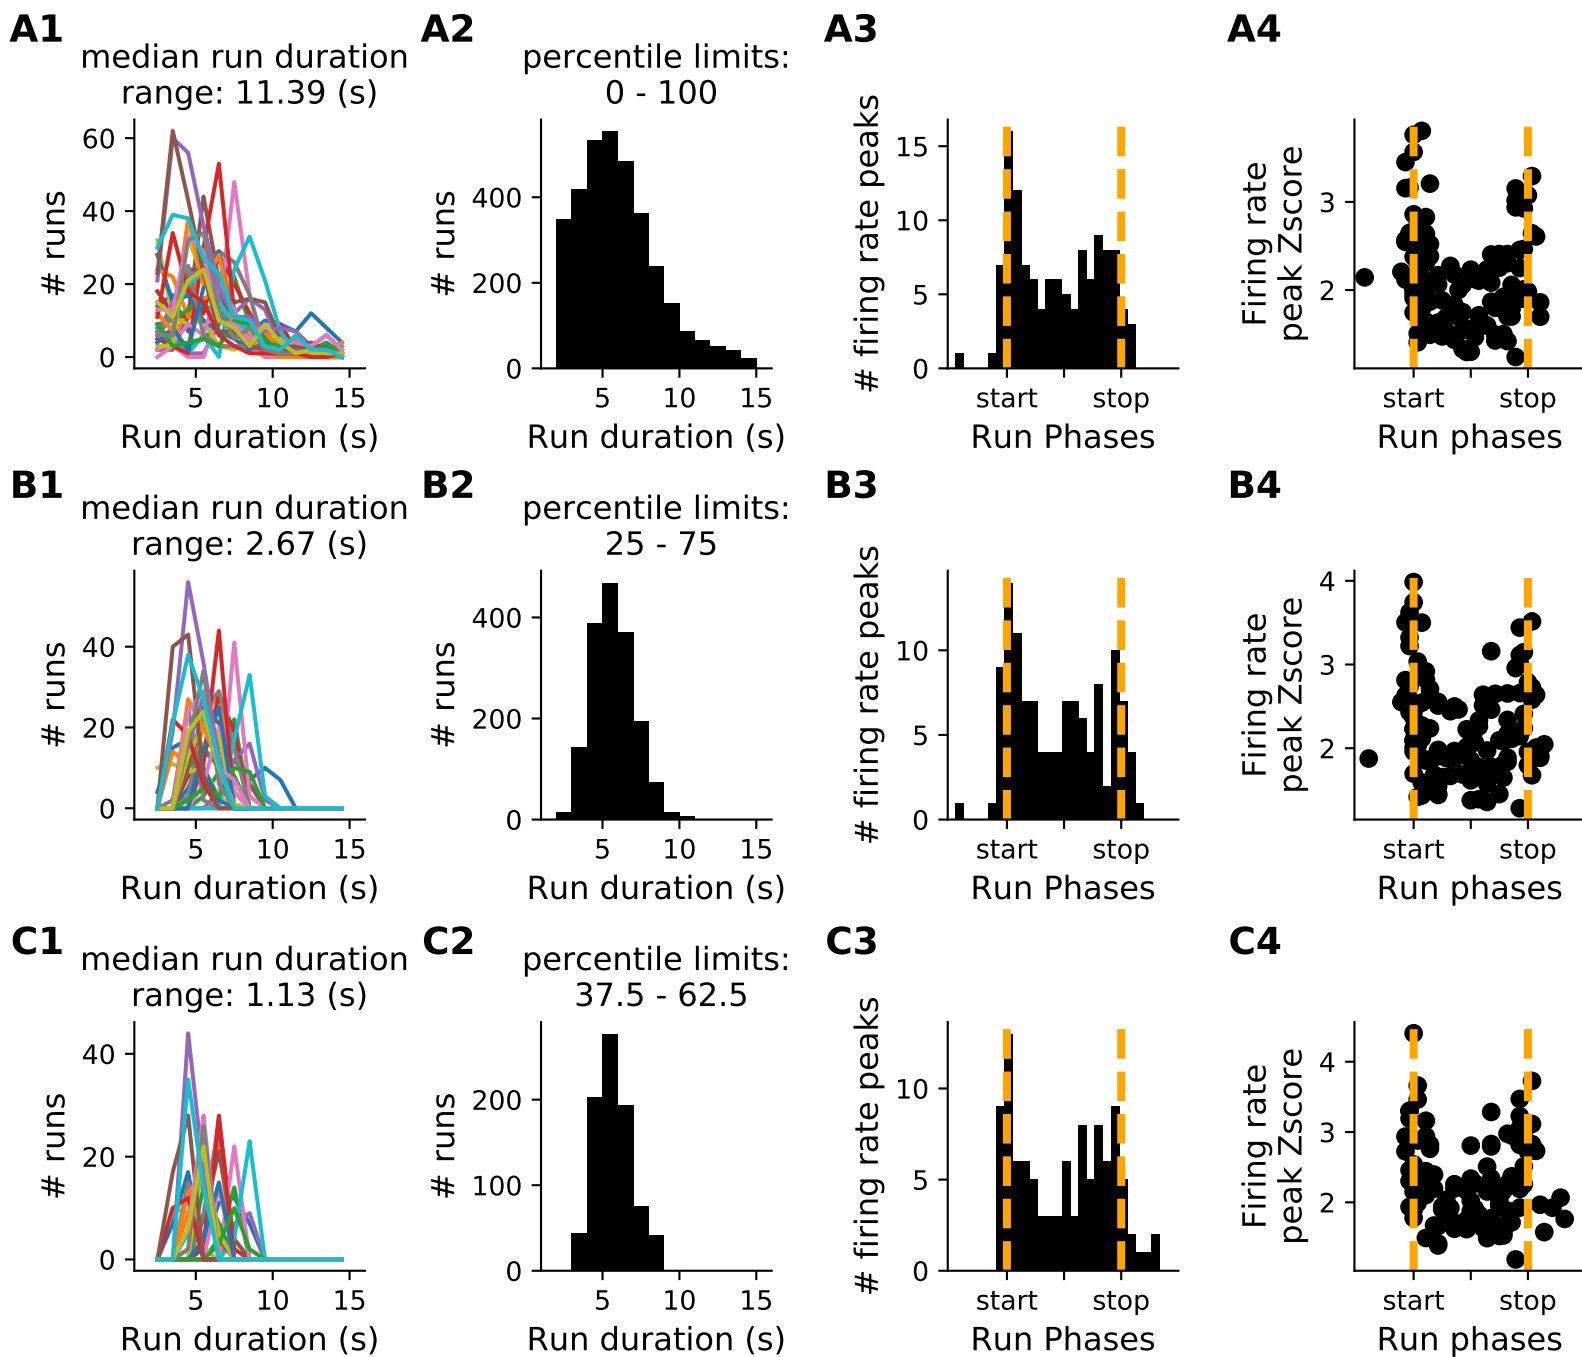 A1
median run duration
range: 11.39 (s)
# runs
60
40
20
0
5 10 15
Run duration (s)
A2
percentile limits:
0 - 100
# runs
400
200
0
5 10 15
Run duration (s)
A3
# firing rate peaks
15
10
5
0
start stop
Run Phases
A4
Firing rate
peak Zscore
3
2
start stop
Run phases
B1
median run duration
range: 2.67 (s)
# runs
40
20
0
5 10 15
Run duration (s)
B2
percentile limits:
25 - 75
# runs
400
200
0
5 10 15
Run duration (s)
B3
# firing rate peaks
10
5
0
start stop
Run Phases
B4
Firing rate
peak Zscore
4
3
2
start stop
Run phases
C1
median run duration
range: 1.13 (s)
# runs
40
20
0
5 10 15
Run duration (s)
C2
percentile limits:
37.5 - 62.5
# runs
200
100
0
5 10 15
Run duration (s)
C3
# firing rate peaks
10
5
0
start stop
Run Phases
C4
Firing rate
peak Zscore
4
3
2
start stop
Run phases